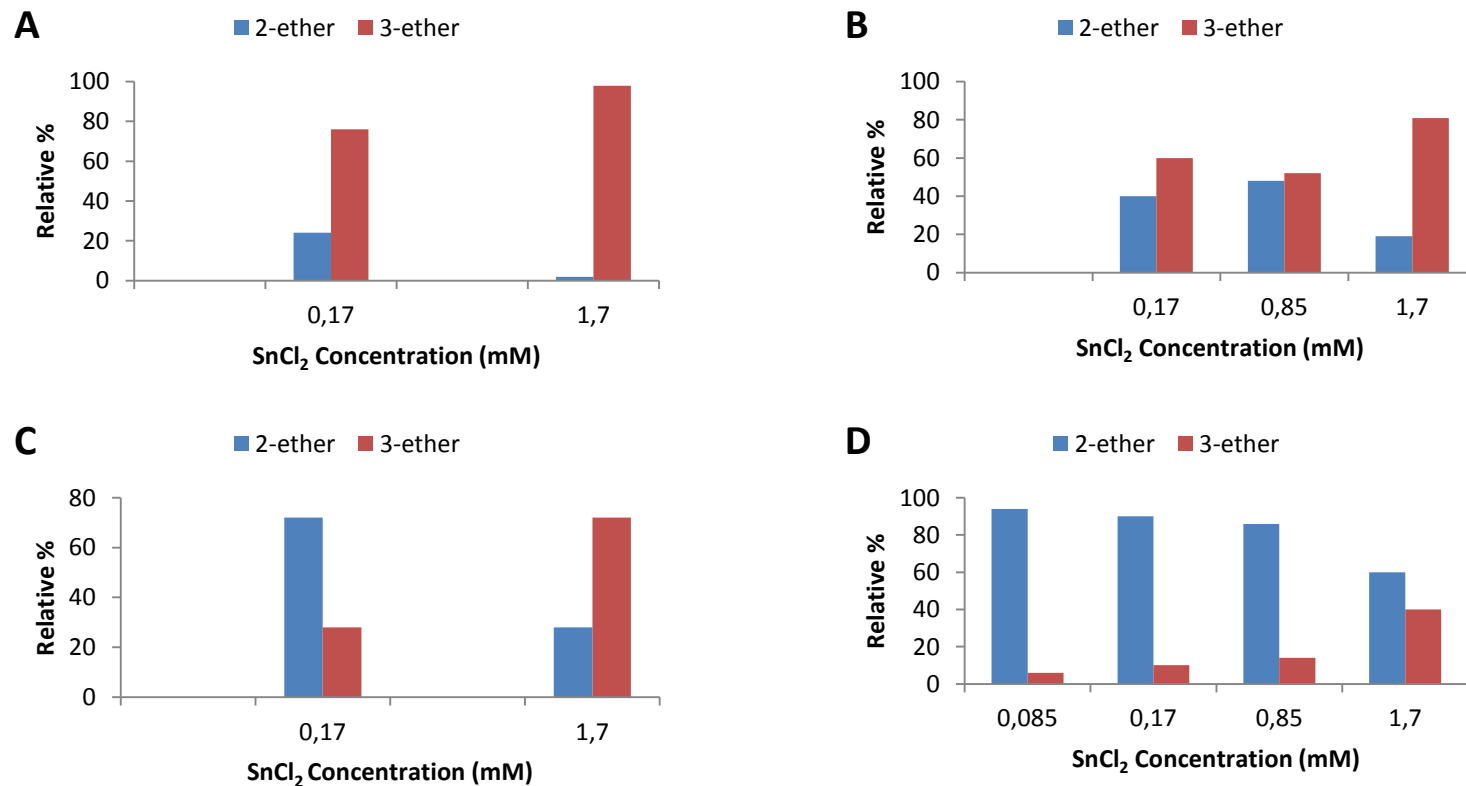 A
2-ether 3-ether
100
80
60
40
20
0
Relative %
0,17 1,7
SnCl₂ Concentration (mM)
B
2-ether 3-ether
100
80
60
40
20
0
Relative %
0,17 0,85 1,7
SnCl₂ Concentration (mM)
C
2-ether 3-ether
80
60
40
20
0
Relative %
0,17 1,7
SnCl₂ Concentration (mM)
D
2-ether 3-ether
100
80
60
40
20
0
Relative %
0,085 0,17 0,85 1,7
SnCl₂ Concentration (mM)